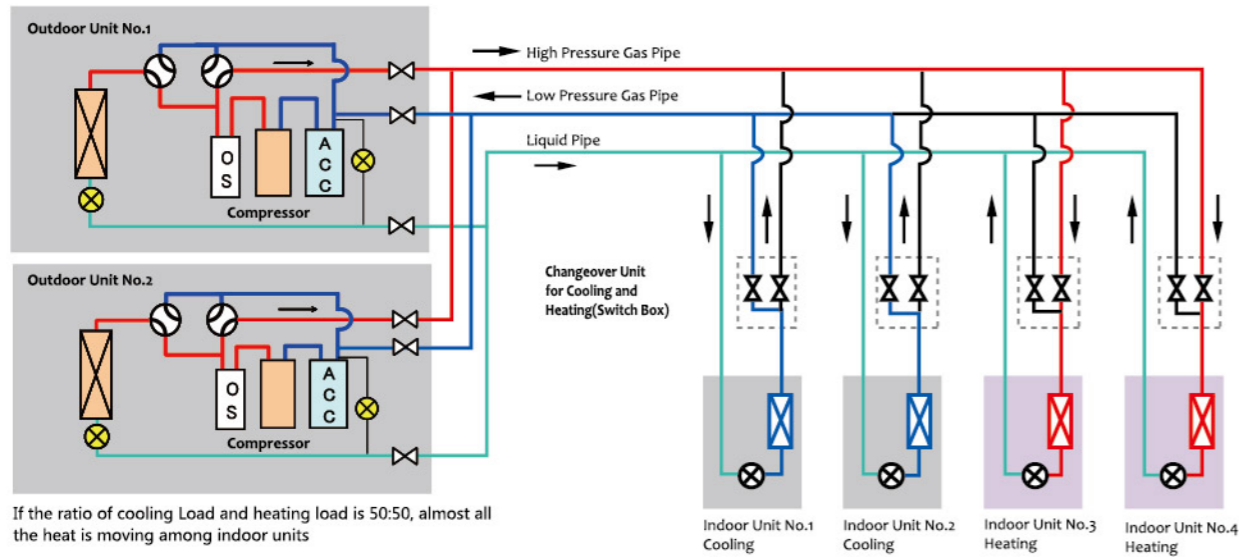 Outdoor Unit No.1
O
S
A
C
C
Compressor
Outdoor Unit No.2
O
S
A
C
C
Compressor
If the ratio of cooling Load and heating load is 50:50, almost all
the heat is moving among indoor units
High Pressure Gas Pipe
Low Pressure Gas Pipe
Liquid Pipe
Changeover Unit
for Cooling and
Heating(Switch Box)
Indoor Unit No.1
Cooling
Indoor Unit No.2
Cooling
Indoor Unit No.3
Heating
Indoor Unit No.4
Heating